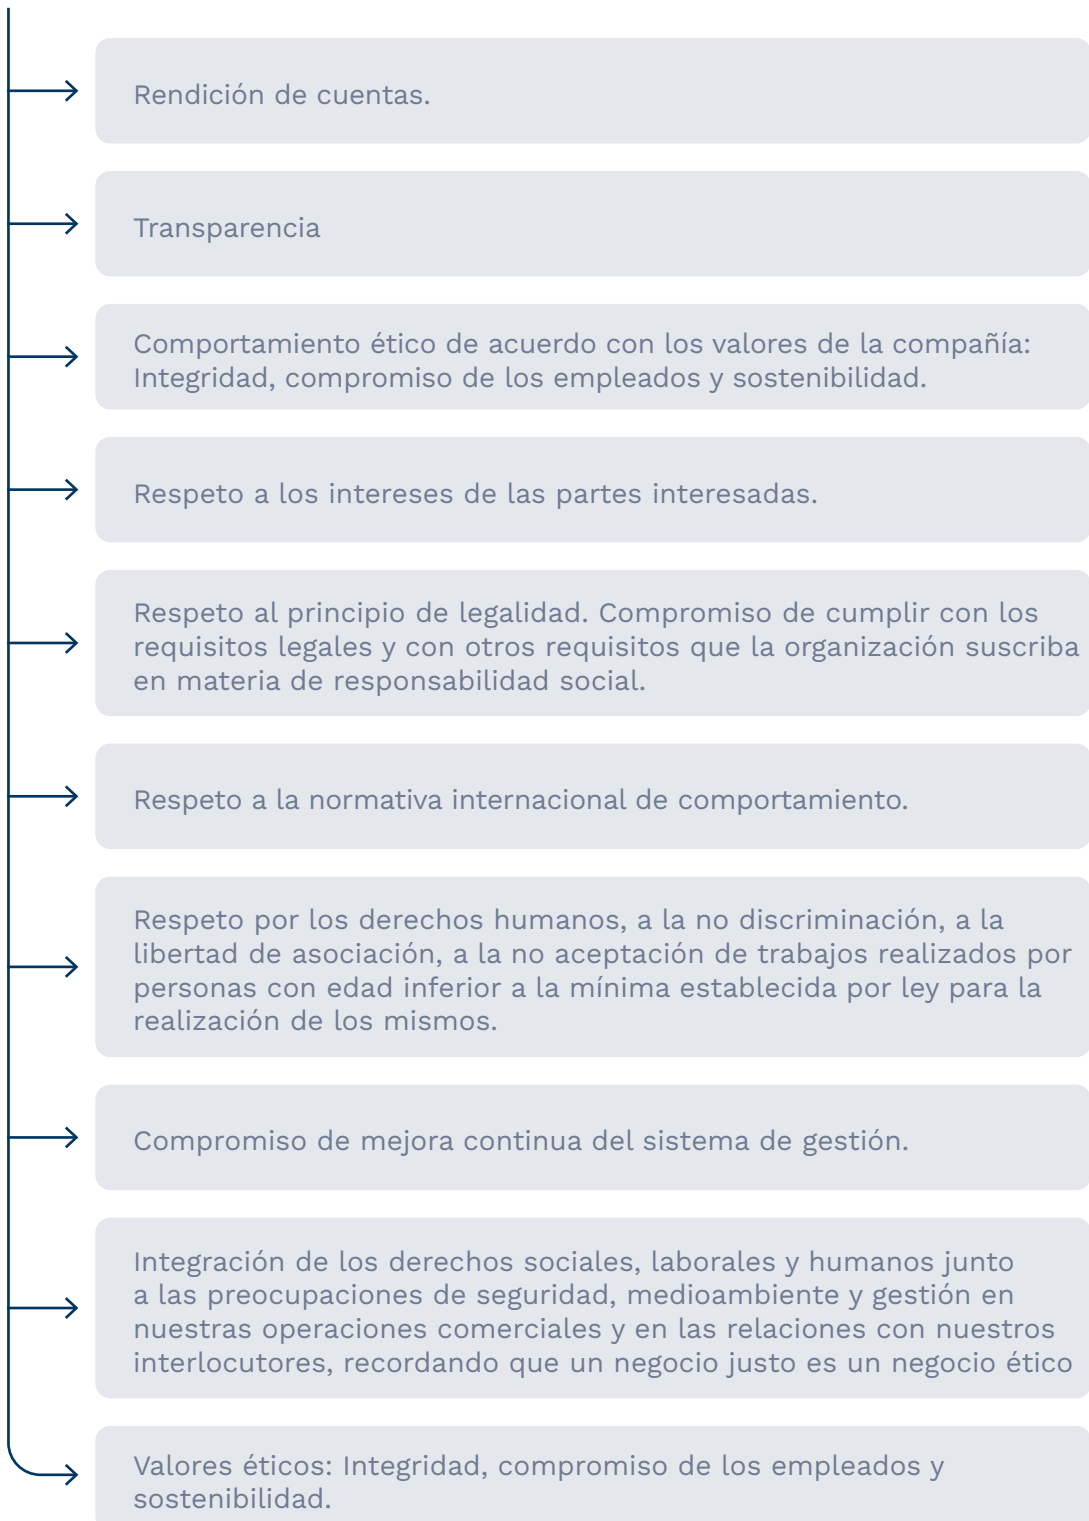 Rendición de cuentas.
Transparencia
Comportamiento ético de acuerdo con los valores de la compañía:
Integridad, compromiso de los empleados y sostenibilidad.
Respeto a los intereses de las partes interesadas.
Respeto al principio de legalidad. Compromiso de cumplir con los
requisitos legales y con otros requisitos que la organización suscriba
en materia de responsabilidad social.
Respeto a la normativa internacional de comportamiento.
Respeto por los derechos humanos, a la no discriminación, a la
libertad de asociación, a la no aceptación de trabajos realizados por
personas con edad inferior a la mínima establecida por ley para la
realización de los mismos.
Compromiso de mejora continua del sistema de gestión.
Integración de los derechos sociales, laborales y humanos junto
a las preocupaciones de seguridad, medioambiente y gestión en
nuestras operaciones comerciales y en las relaciones con nuestros
interlocutores, recordando que un negocio justo es un negocio ético
Valores éticos: Integridad, compromiso de los empleados y
sostenibilidad.